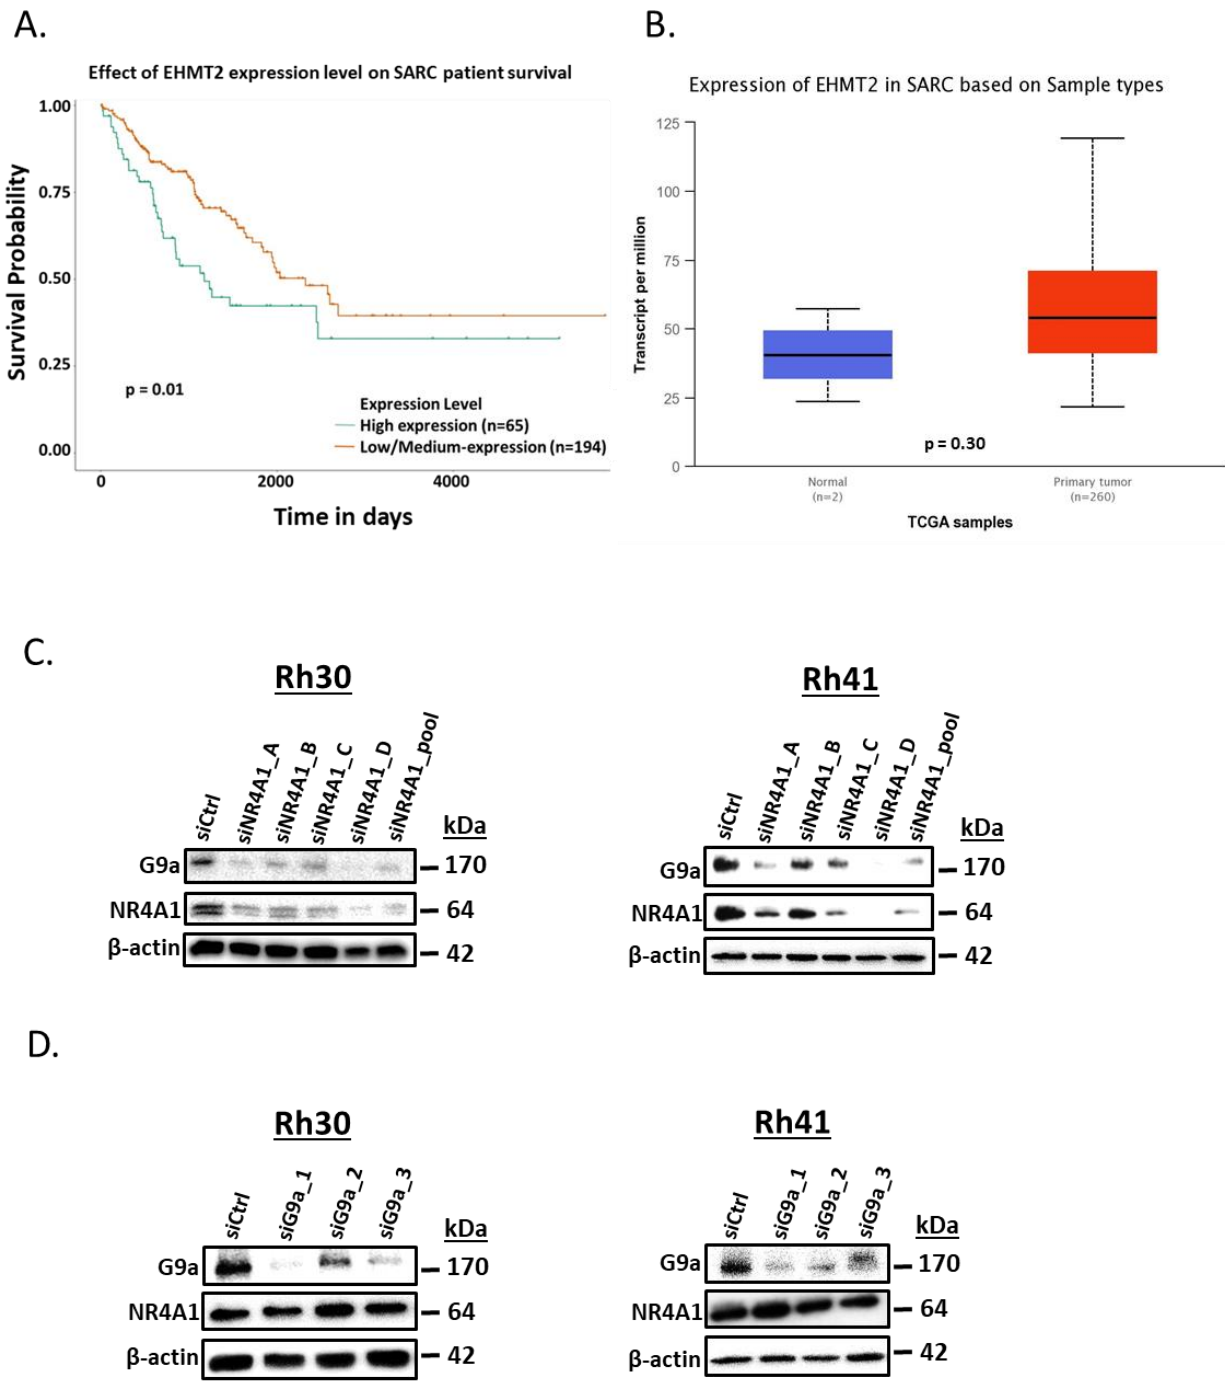 A.
Effect of EHMT2 expression level on SARC patient survival
1.00
0.75
0.50
0.25
0.00
Survival Probability
p = 0.01
Expression Level
High expression (n=65)
Low/Medium-expression (n=194)
0 2000 4000
Time in days
B.
Expression of EHMT2 in SARC based on Sample types
125
100
75
50
25
0
Transcript per million
p = 0.30
Normal
(n=2)
Primary tumor
(n=260)
TCGA samples
C.
Rh30
siCtrl
siNR4A1_A
siNR4A1_B
siNR4A1_C
siNR4A1_D
siNR4A1_pool
kDa
G9a 170
NR4A1 64
β-actin 42
Rh41
siCtrl
siNR4A1_A
siNR4A1_B
siNR4A1_C
siNR4A1_D
siNR4A1_pool
kDa
G9a 170
NR4A1 64
β-actin 42
D.
Rh30
siCtrl
siG9a_1
siG9a_2
siG9a_3
kDa
G9a 170
NR4A1 64
β-actin 42
Rh41
siCtrl
siG9a_1
siG9a_2
siG9a_3
kDa
G9a 170
NR4A1 64
β-actin 42